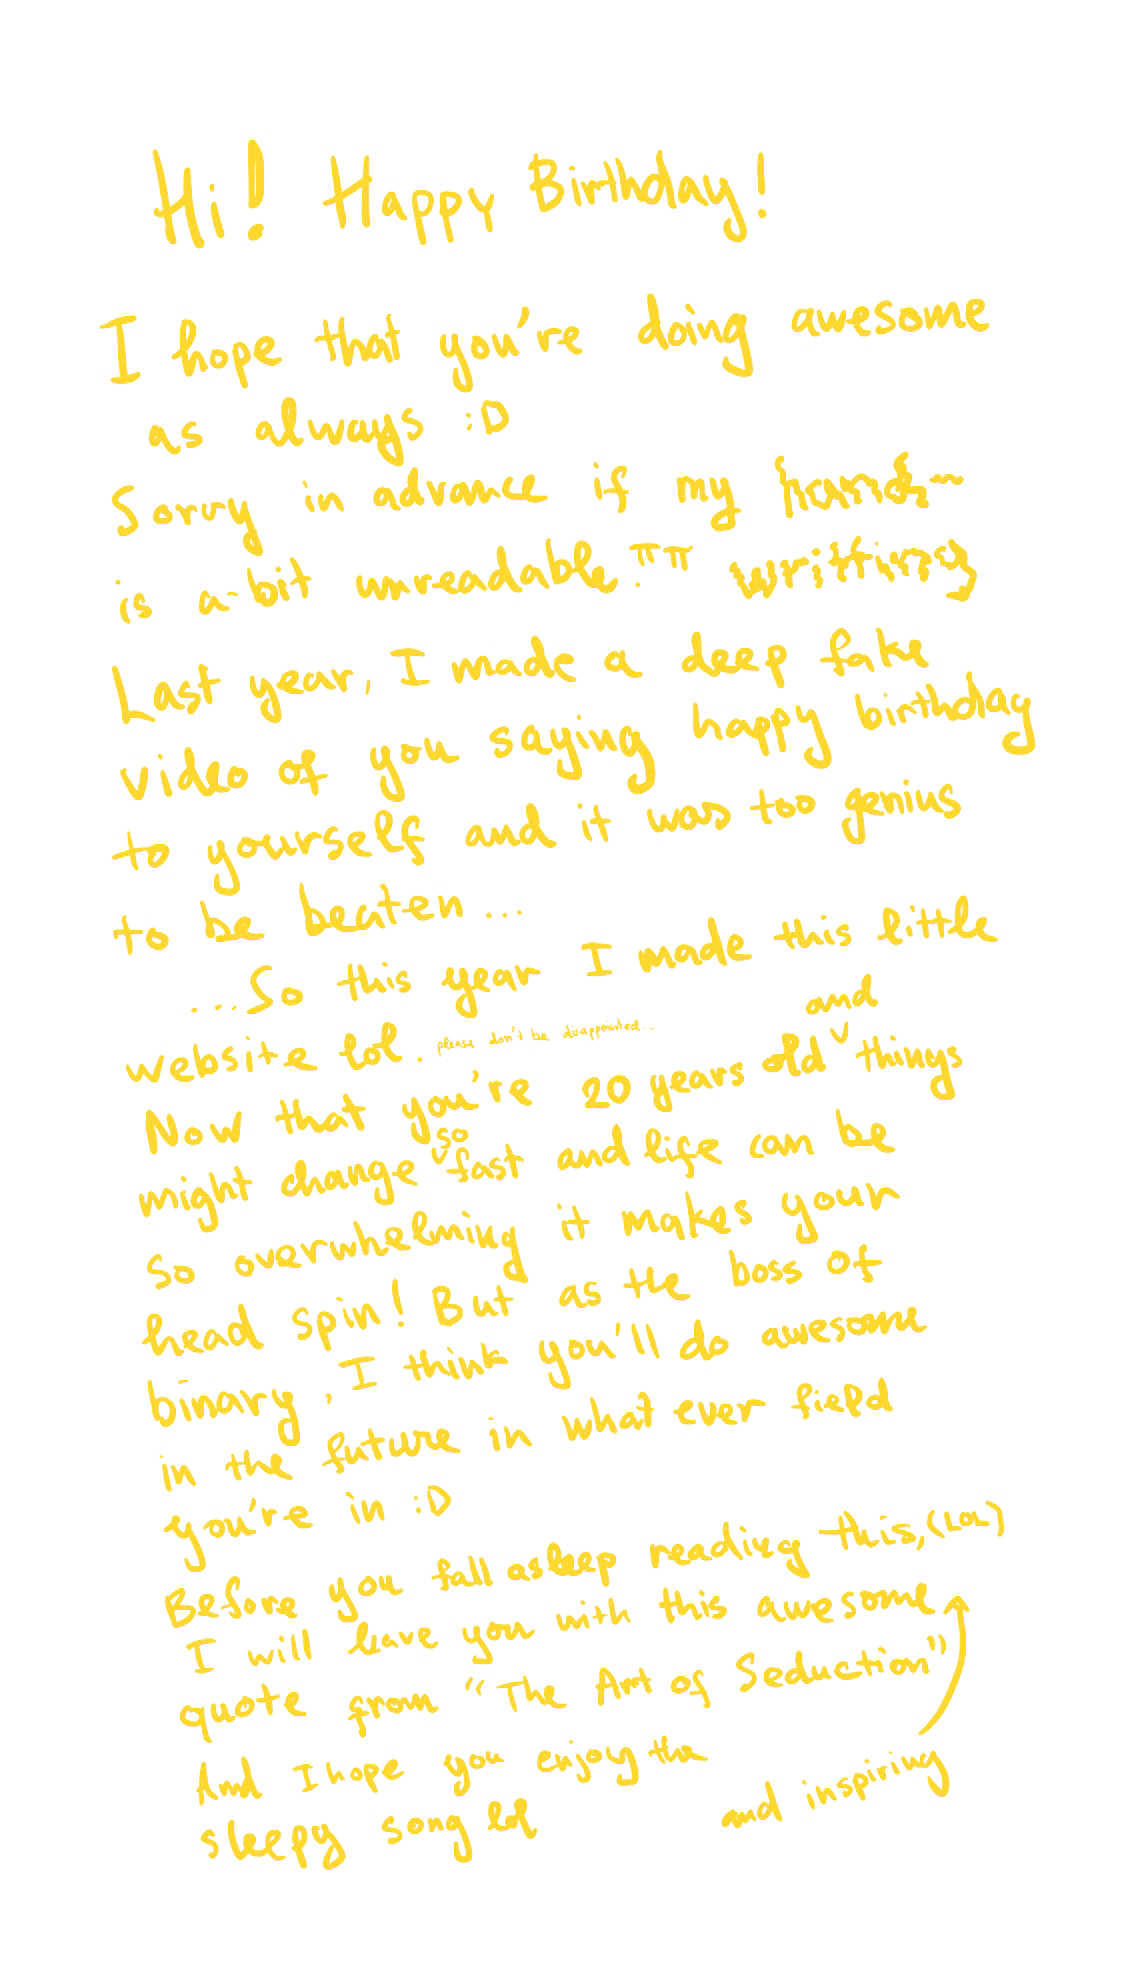 Hi! Happy Birthday!
I hope that you're doing awesome
as always :D
Sorry in advance if my hand-
is a bit unreadable. TT writting
Last year, I made a deep fake
video of you saying happy birthday
to yourself and it was too genius
to be beaten...
...So this year I made this little
website lol. please don't be disappointed...
and
Now that you're 20 years old v things
so
might change v fast and life can be
so overwhelming it makes your
head spin! But as the boss of
binary, I think you'll do awesome
in the future in what ever field
you're in :D
Before you fall asleep reading this, (LOL)
I will leave you with this awesome
quote from "The Art of Seduction"
And I hope you enjoy the
and inspiring
sleepy song lol